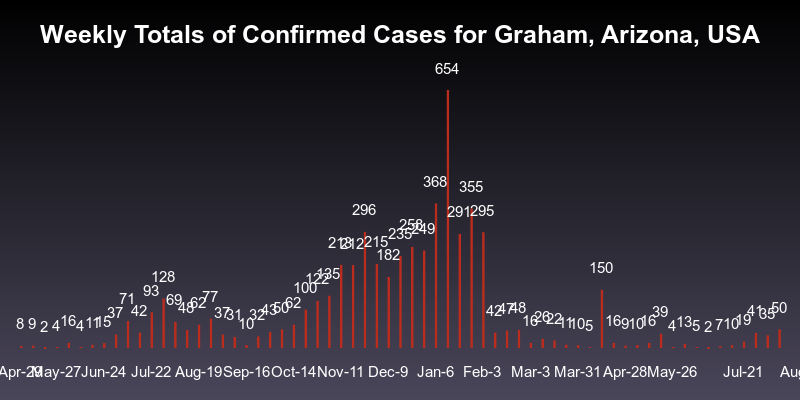 Weekly Totals of Confirmed Cases for Graham, Arizona, USA
654
368
355
296
291 295
258 249
235
213 212 215
182
150
128
122 135
100
93
71 69 77
62 62
48 50
42 43 42 47 48
37 37 39 41
31 32 35
50
26 22
16 15 16 16 16 19
8 9 2 4 4 11 10 11 10 5 9 10 4 13 5 2 7 10
Apr-29 May-27 Jun-24 Jul-22 Aug-19 Sep-16 Oct-14 Nov-11 Dec-9 Jan-6 Feb-3 Mar-3 Mar-31 Apr-28 May-26 Jul-21 Aug